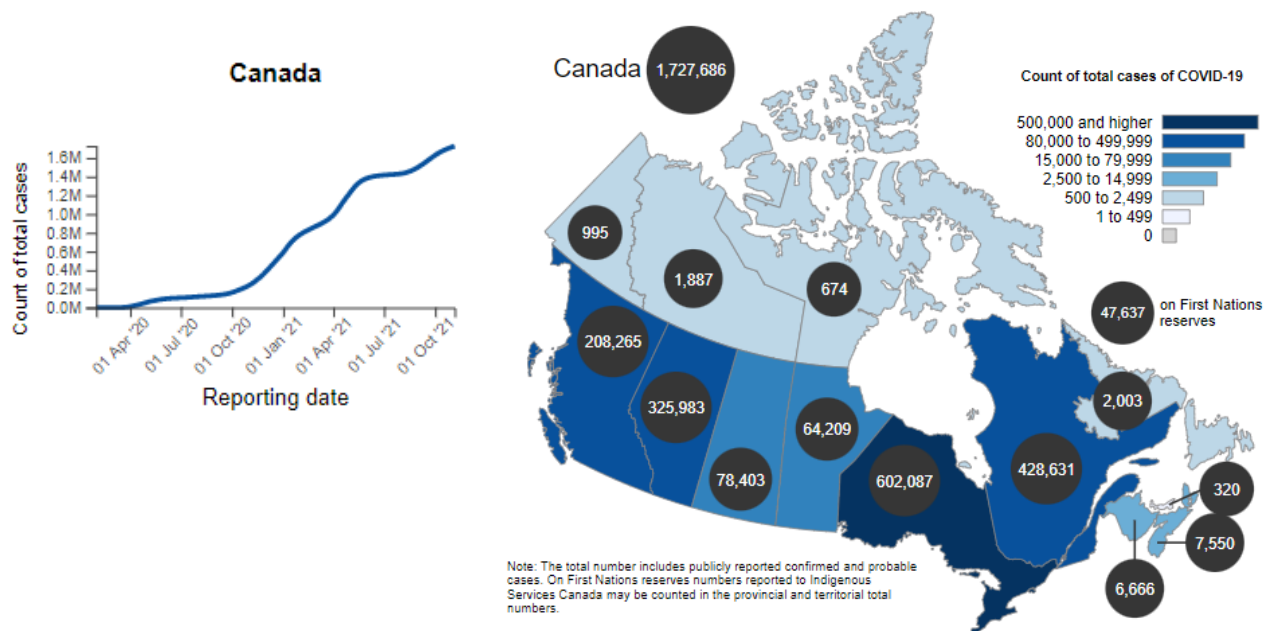 Canada
Count of total cases
1.6M
1.4M
1.2M
1.0M
0.8M
0.6M
0.4M
0.2M
0.0M
01 Apr '20
01 Jul '20
01 Oct '20
01 Jan '21
01 Apr '21
01 Jul '21
01 Oct '21
Reporting date
Canada
1,727,686
Count of total cases of COVID-19
500,000 and higher
80,000 to 499,999
15,000 to 79,999
2,500 to 14,999
500 to 2,499
1 to 499
0
995
1,887
674
47,637
on First Nations
reserves
208,265
325,983
78,403
64,209
602,087
428,631
2,003
320
7,550
6,666
Note: The total number includes publicly reported confirmed and probable
cases. On First Nations reserves numbers reported to Indigenous
Services Canada may be counted in the provincial and territorial total
numbers.